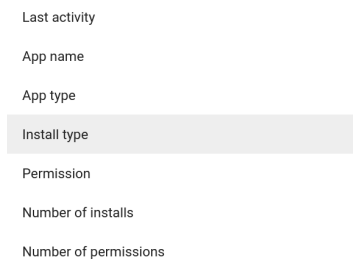 Last activity
App name
App type
Install type
Permission
Number of installs
Number of permissions